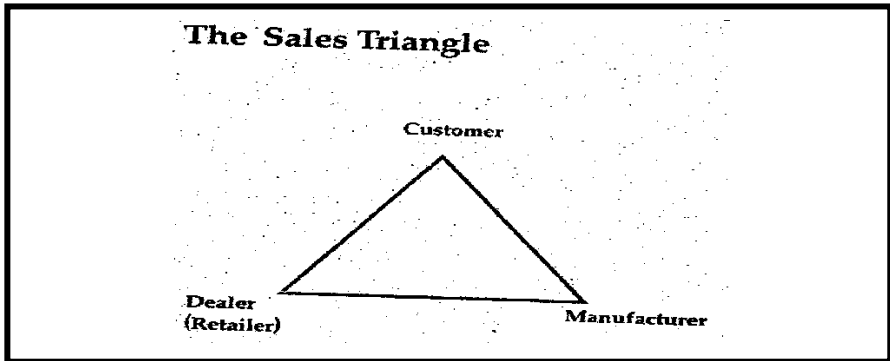 The Sales Triangle
Customer
Dealer
(Retailer)
Manufacturer